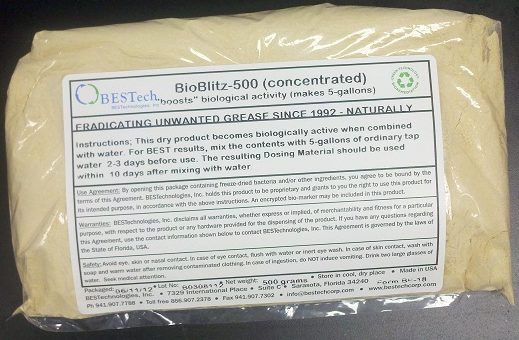 BESTech
BESTechnologies, Inc
BioBlitz-500 (concentrated)
"boosts" biological activity (makes 5-gallons)
ERADICATING UNWANTED GREASE SINCE 1992 - NATURALLY
Instructions; This dry product becomes biologically active when combined
with water. For BEST results, mix the contents with 5-gallons of ordinary tap
water 2-3 days before use. The resulting Dosing Material should be used
within 10 days after mixing with water
Use Agreement: By opening this package containing freeze-dried bacteria and/or other ingredients, you agree to be bound by the
terms of this Agreement. BESTechnologies, Inc. holds this product to be proprietary and grants to you the right to use this product for
its intended purpose, in accordance with the above instructions. An encrypted bio-marker may be included in this product.
Warranties: BESTechnologies, Inc. disclaims all warranties, whether express or implied, of merchantability and fitness for a particular
purpose, with respect to the product or any hardware provided for the dispensing of the product. If you have any questions regarding
this Agreement, use the contact information shown below to contact BESTechnologies, Inc. This Agreement is governed by the laws of
the State of Florida, USA.
Safety: Avoid eye, skin or nasal contact. In case of eye contact, flush with water or inert eye wash. In case of skin contact, wash with
soap and warm water after removing contaminated clothing. In case of ingestion, do NOT induce vomiting. Drink two large glasses of
water. Seek medical attention.
Packaged: 06/11/12 • Lot No: • Net weight: 500 grams • Store in cool, dry place • Made in USA
BESTechnologies, Inc. • 7329 International Place • Suite C • Sarasota, Florida 34240 Form BF-18
Ph 941.907.7788 • Toll free 866.907.2378 • Fax 941.907.7302 • info@bestechcorp.com • www.bestechcorp.com